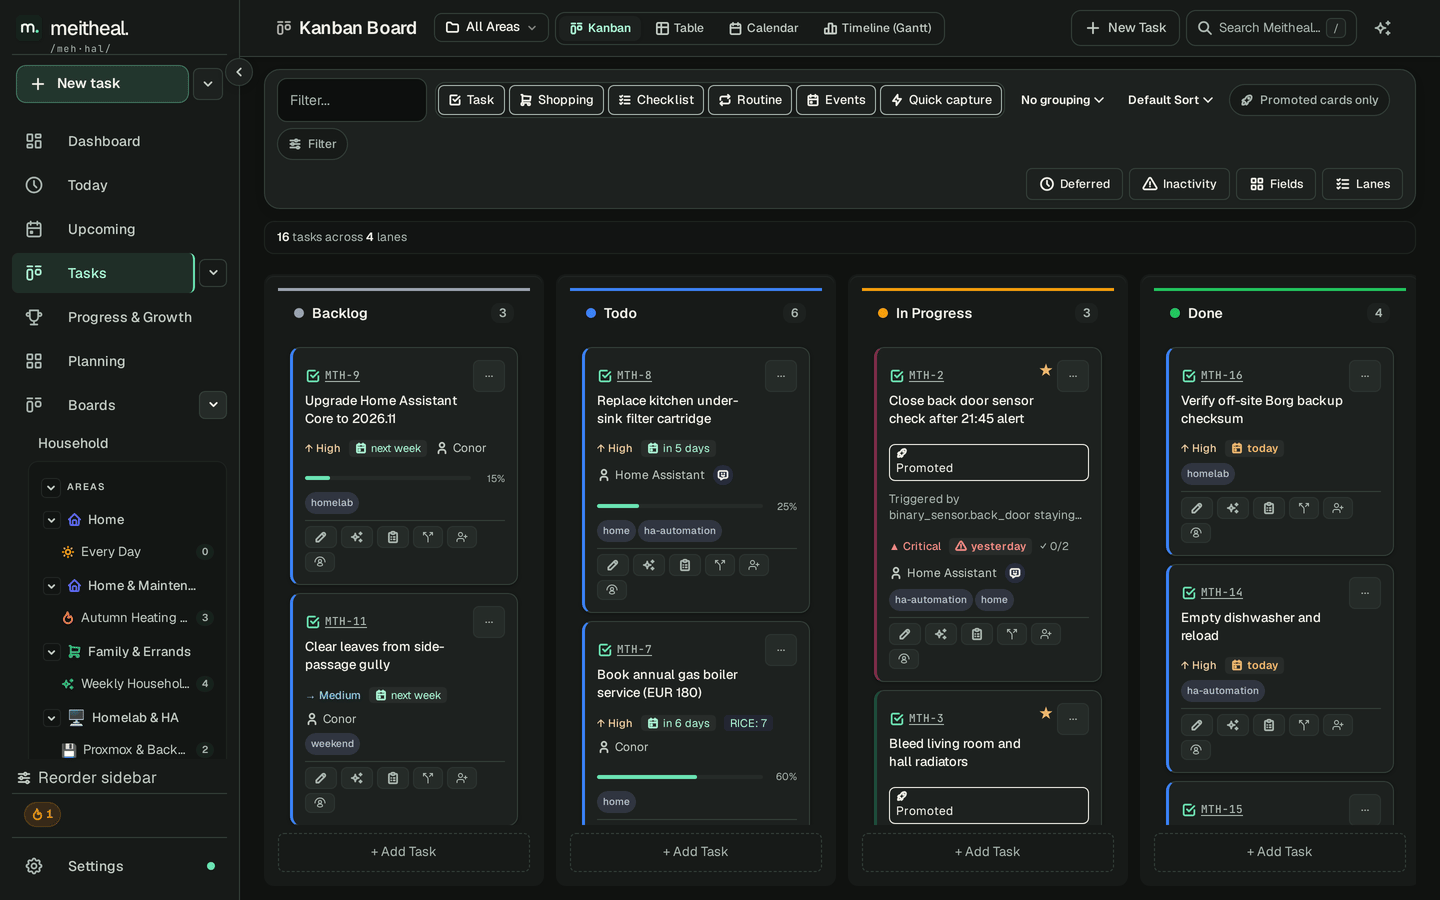 m. meitheal.
/meh·hal/
New task
Dashboard
Today
Upcoming
Tasks
Progress & Growth
Planning
Boards
Household
AREAS
Home
Every Day 0
Home & Mainten...
Autumn Heating ... 3
Family & Errands
Weekly Househol... 4
Homelab & HA
Proxmox & Back... 2
Reorder sidebar
1
Settings
Kanban Board
All Areas
Kanban
Table
Calendar
Timeline (Gantt)
New Task
Search Meitheal... /
Filter...
Task
Shopping
Checklist
Routine
Events
Quick capture
No grouping
Default Sort
Promoted cards only
Filter
Deferred
Inactivity
Fields
Lanes
16 tasks across 4 lanes
Backlog 3
MTH-9 ...
Upgrade Home Assistant
Core to 2026.11
↑ High next week Conor
15%
homelab
MTH-11 ...
Clear leaves from side-
passage gully
→ Medium next week
Conor
weekend
+ Add Task
Todo 6
MTH-8 ...
Replace kitchen under-
sink filter cartridge
↑ High in 5 days
Home Assistant
25%
home ha-automation
MTH-7 ...
Book annual gas boiler
service (EUR 180)
↑ High in 6 days RICE: 7
Conor
60%
home
+ Add Task
In Progress 3
MTH-2 ★ ...
Close back door sensor
check after 21:45 alert
Promoted
Triggered by
binary_sensor.back_door staying...
▲ Critical yesterday ✓ 0/2
Home Assistant
ha-automation home
MTH-3 ★ ...
Bleed living room and
hall radiators
Promoted
+ Add Task
Done 4
MTH-16 ...
Verify off-site Borg backup
checksum
↑ High today
homelab
MTH-14 ...
Empty dishwasher and
reload
↑ High today
ha-automation
MTH-15 ...
+ Add Task